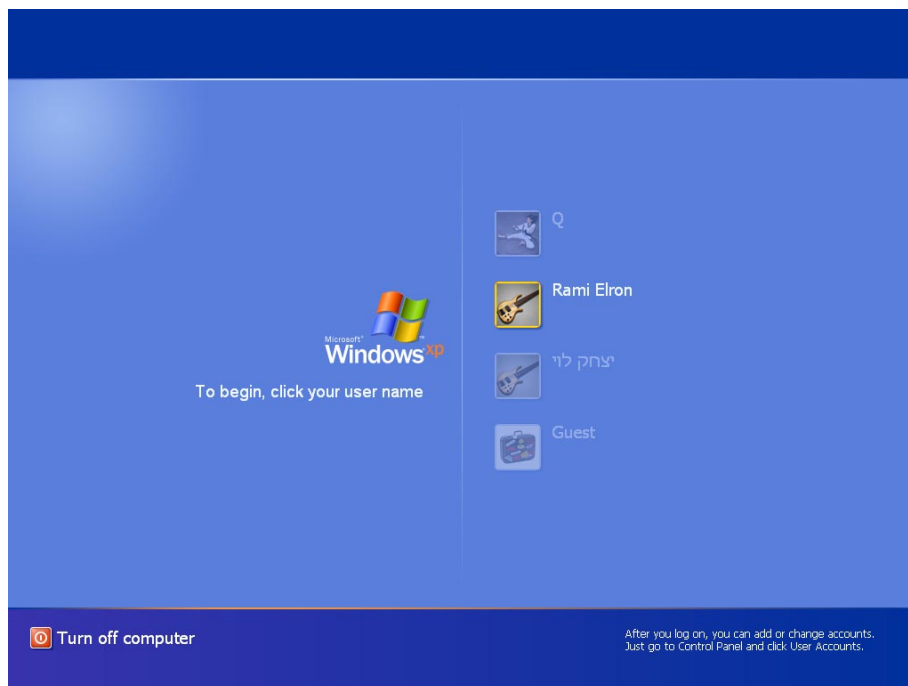 Microsoft®
Windows xp
To begin, click your user name
Q
Rami Elron
יצחק לוי
Guest
Turn off computer
After you log on, you can add or change accounts.
Just go to Control Panel and click User Accounts.